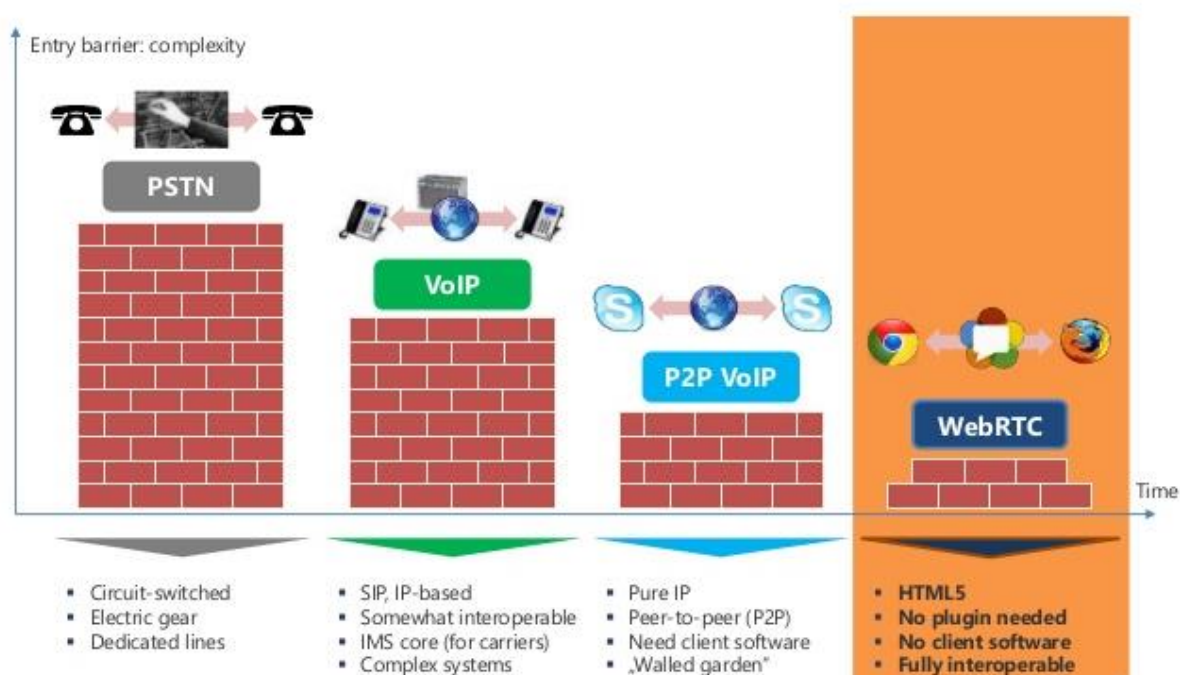 Entry barrier: complexity
PSTN
VoIP
P2P VoIP
WebRTC
Time
Circuit-switched
Electric gear
Dedicated lines
SIP, IP-based
Somewhat interoperable
IMS core (for carriers)
Complex systems
Pure IP
Peer-to-peer (P2P)
Need client software
„Walled garden“
HTML5
No plugin needed
No client software
Fully interoperable